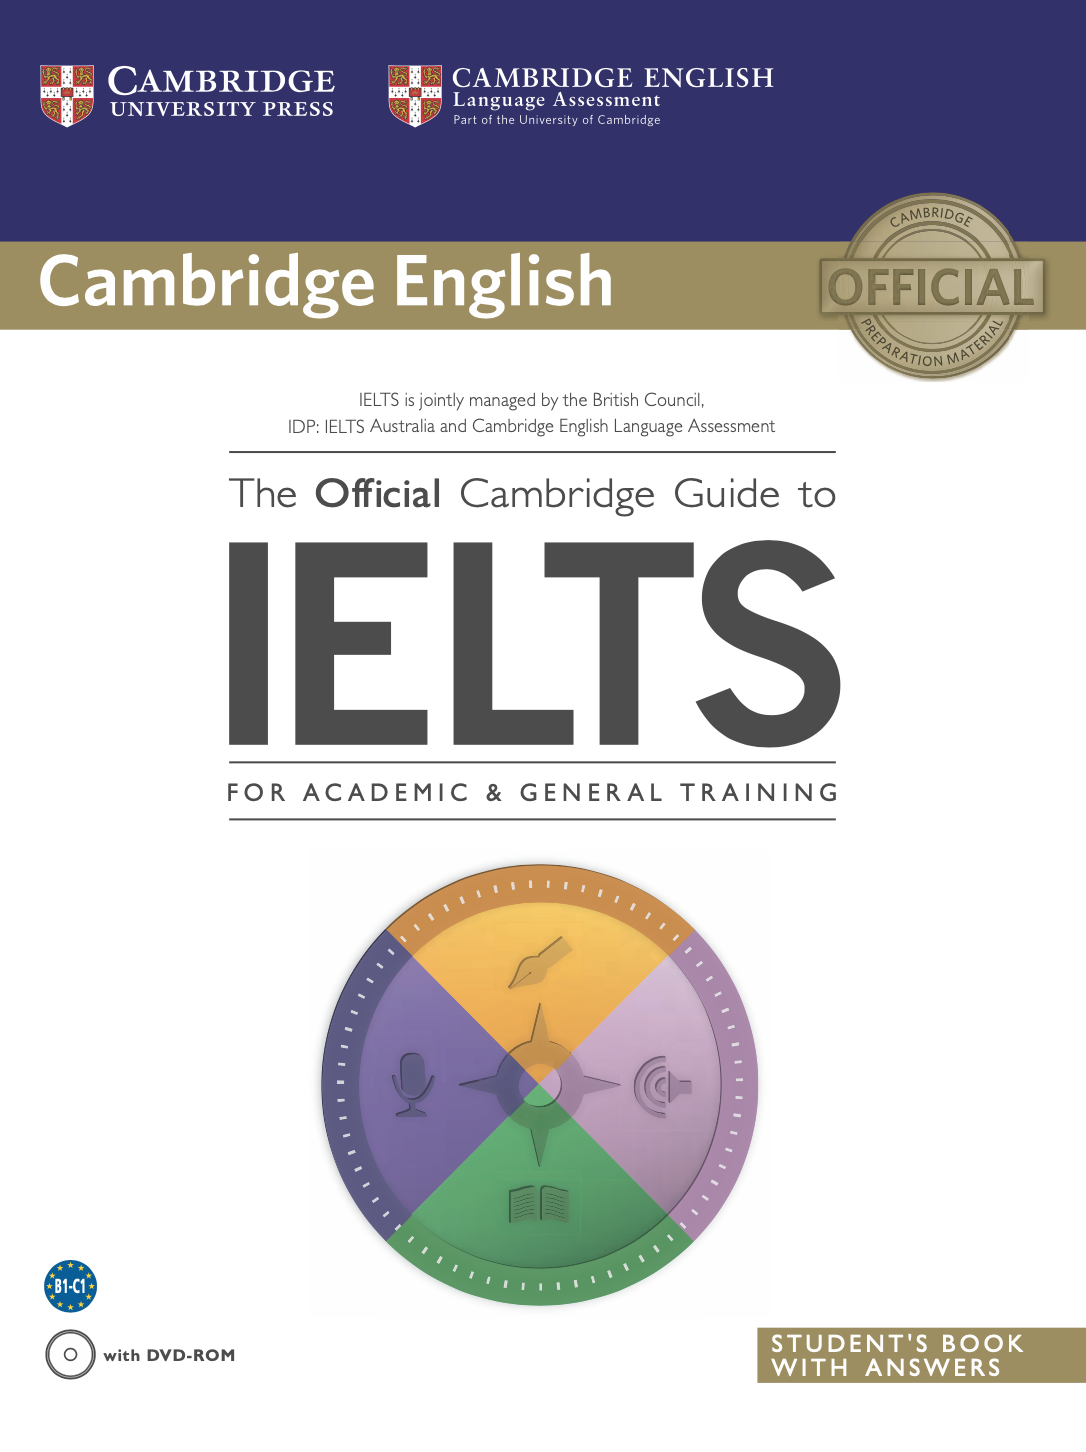 CAMBRIDGE
UNIVERSITY PRESS
CAMBRIDGE ENGLISH
Language Assessment
Part of the University of Cambridge
Cambridge English
CAMBRIDGE
OFFICIAL
PREPARATION MATERIAL
IELTS is jointly managed by the British Council,
IDP: IELTS Australia and Cambridge English Language Assessment
The Official Cambridge Guide to
IELTS
FOR ACADEMIC & GENERAL TRAINING
B1-C1
with DVD-ROM
STUDENT'S BOOK
WITH ANSWERS